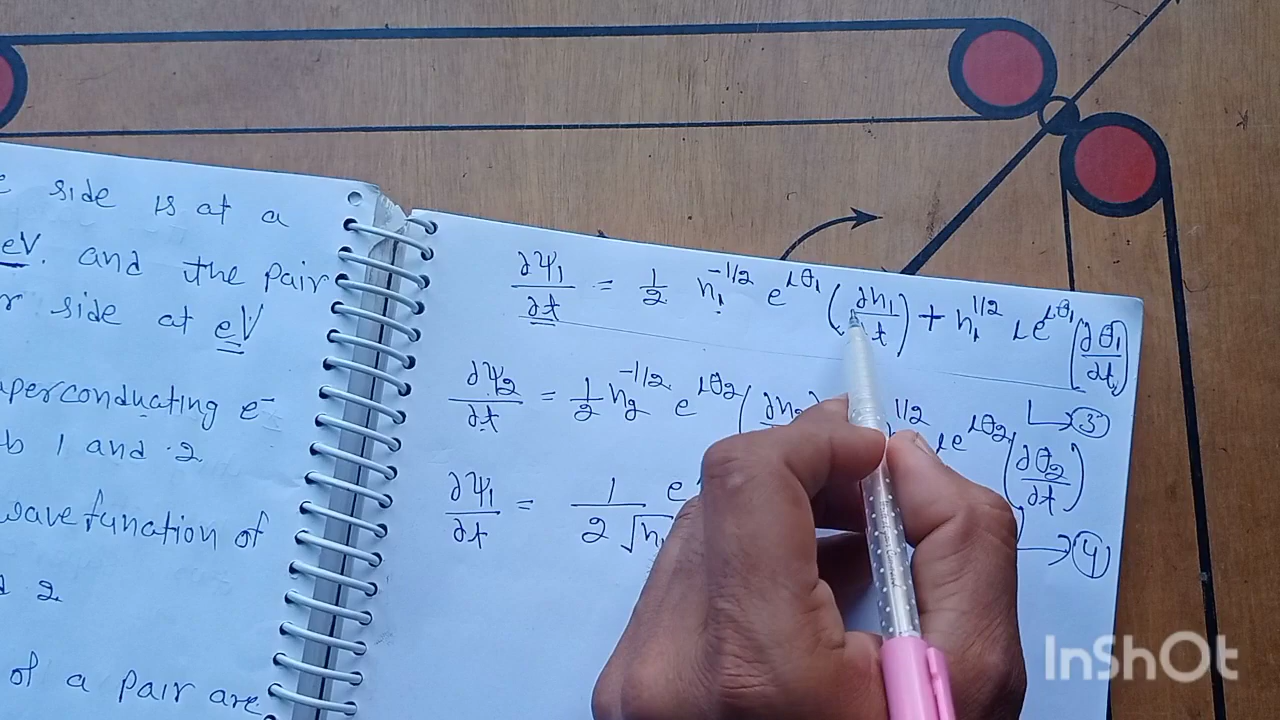 side is at a
eV. and the pair
side at eV
superconducting e⁻
1 and 2
wave function of
2
of a pair are
∂ψ₁/∂t = 1/2 n₁^-1/2 e^iθ₁ (∂n₁/∂t) + n₁^1/2 i e^iθ₁ (∂θ₁/∂t)
→ ③
∂ψ₂/∂t = 1/2 n₂^-1/2 e^iθ₂ (∂n₂ 1/2 i e^iθ₂ (∂θ₂/∂t)
→ ④
∂ψ₁/∂t = 1/2√n₁ e
InShOt